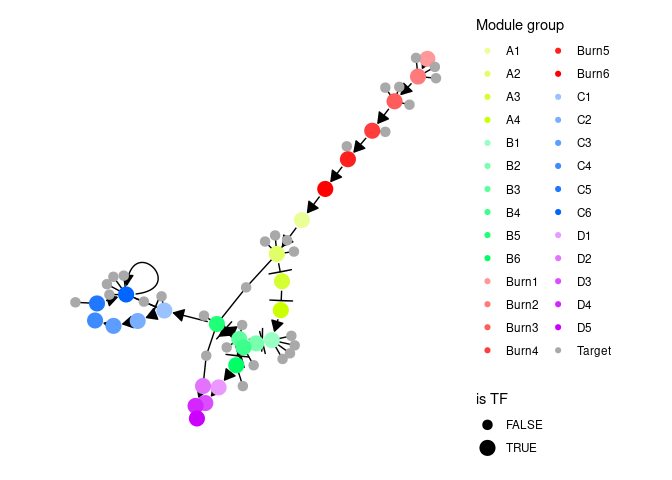 Module group
A1
A2
A3
A4
B1
B2
B3
B4
B5
B6
Burn1
Burn2
Burn3
Burn4
Burn5
Burn6
C1
C2
C3
C4
C5
C6
D1
D2
D3
D4
D5
Target
is TF
FALSE
TRUE